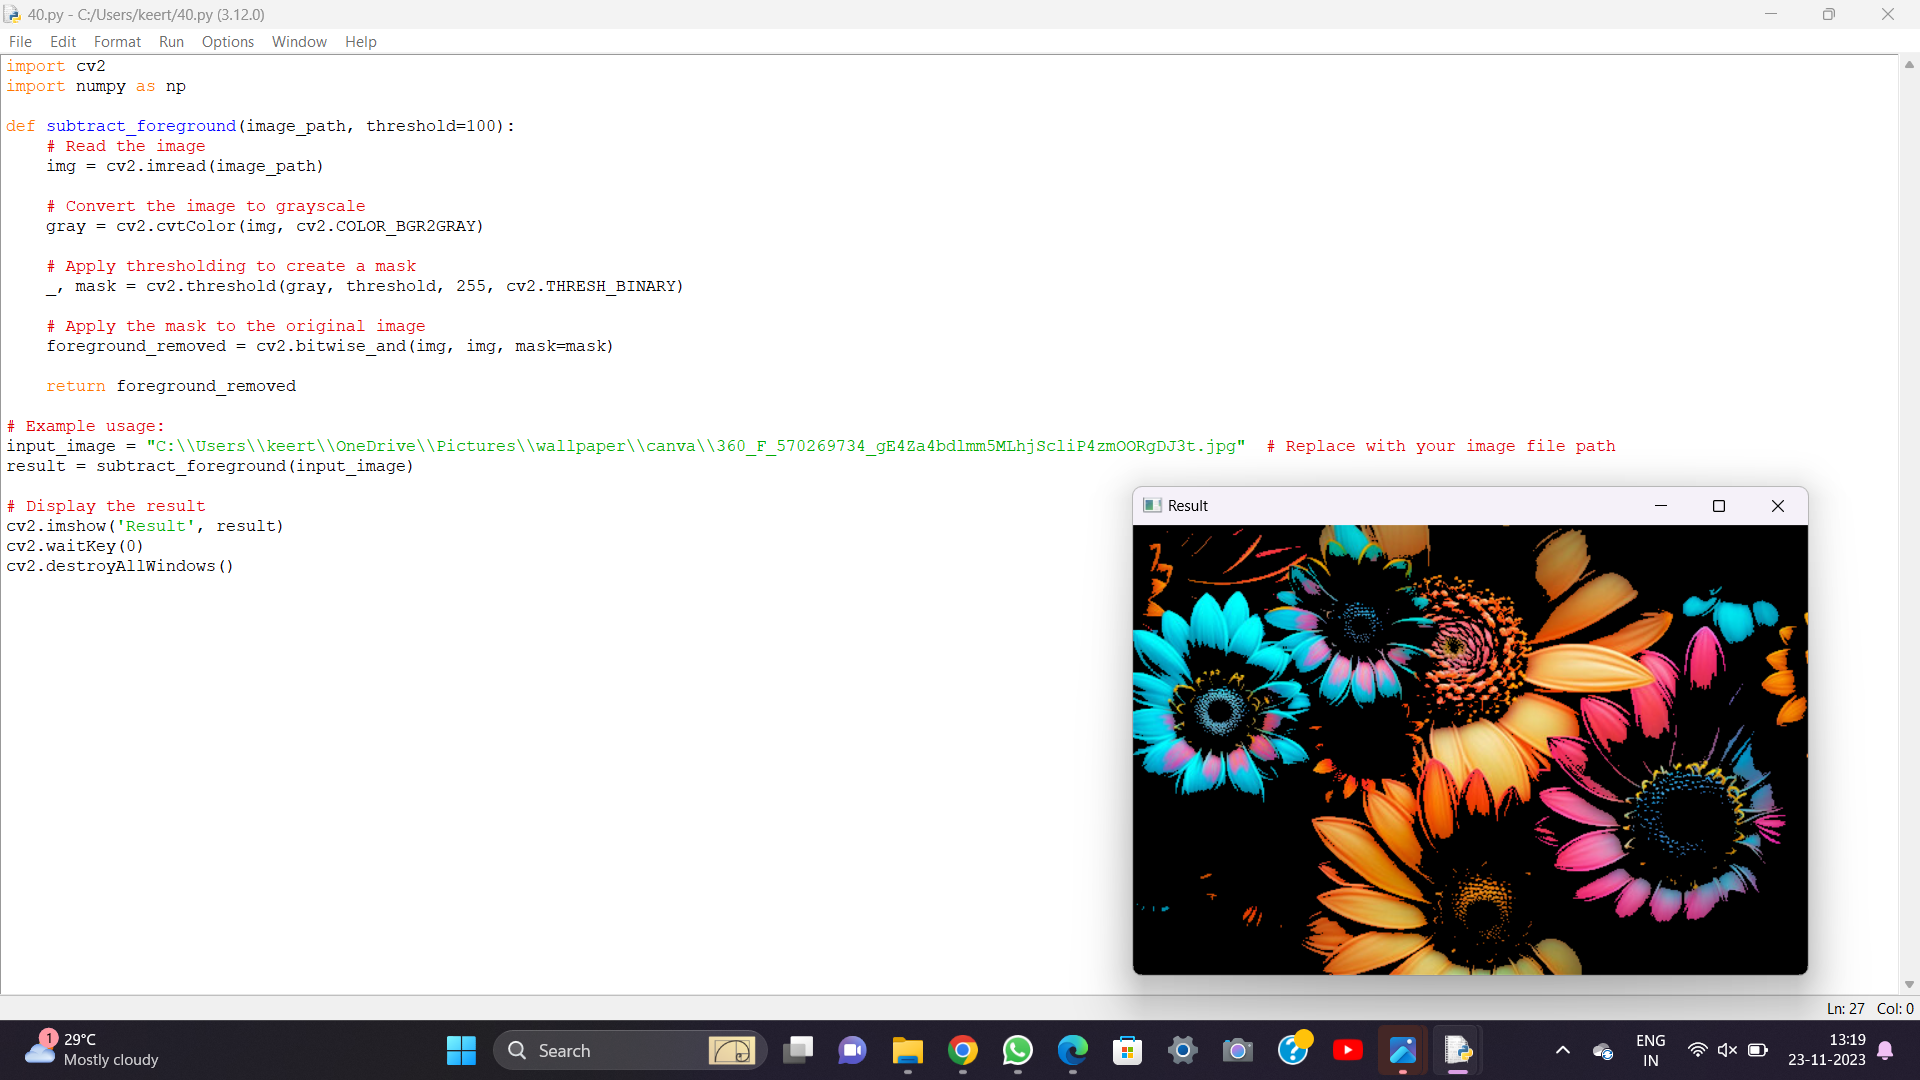 40.py - C:/Users/keert/40.py (3.12.0)
File Edit Format Run Options Window Help
import cv2
import numpy as np
def subtract_foreground(image_path, threshold=100):
# Read the image
img = cv2.imread(image_path)
# Convert the image to grayscale
gray = cv2.cvtColor(img, cv2.COLOR_BGR2GRAY)
# Apply thresholding to create a mask
_, mask = cv2.threshold(gray, threshold, 255, cv2.THRESH_BINARY)
# Apply the mask to the original image
foreground_removed = cv2.bitwise_and(img, img, mask=mask)
return foreground_removed
# Example usage:
input_image = "C:\\Users\\keert\\OneDrive\\Pictures\\wallpaper\\canva\\360_F_570269734_gE4Za4bdlmm5MLhjScliP4zmOORgDJ3t.jpg"  # Replace with your image file path
result = subtract_foreground(input_image)
# Display the result
cv2.imshow('Result', result)
cv2.waitKey(0)
cv2.destroyAllWindows()
Result
Ln: 27 Col: 0
1
29°C
Mostly cloudy
Search
ENG
IN
13:19
23-11-2023